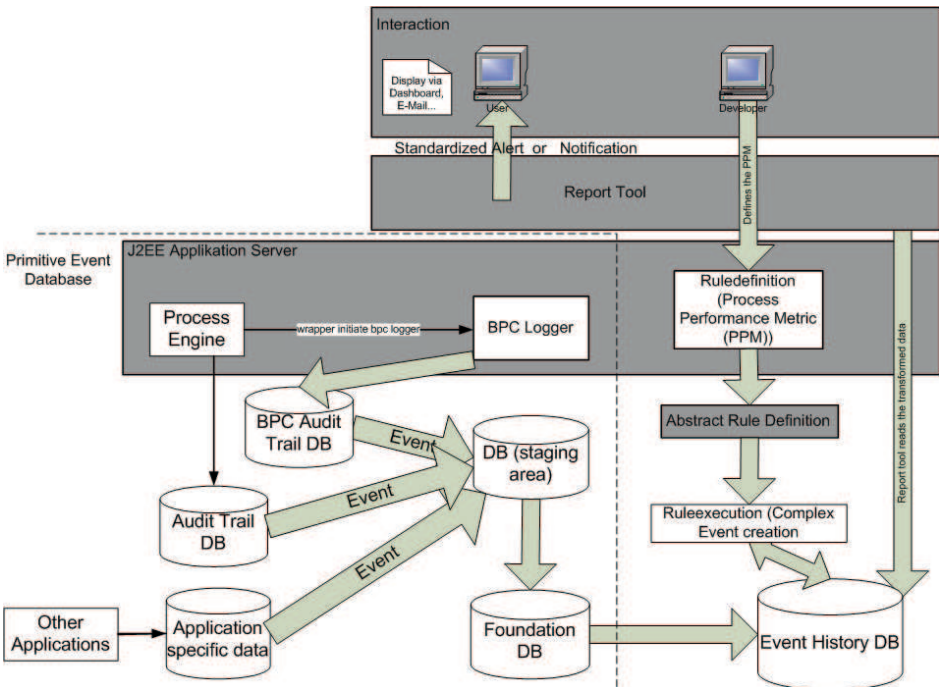 Interaction
Display via
Dashboard,
E-Mail...
User
Developer
Standardized Alert or Notification
Report Tool
Defines the PPM
Primitive Event
Database
J2EE Applikation Server
Process
Engine
wrapper initiate bpc logger
BPC Logger
Ruledefinition
(Process
Performance Metric
(PPM))
BPC Audit
Trail DB
Event
DB (staging
area)
Abstract Rule Definition
Report tool reads the transformed data
Audit Trail
DB
Event
Ruleexecution (Complex
Event creation
Event
Other
Applications
Application
specific data
Foundation
DB
Event History DB